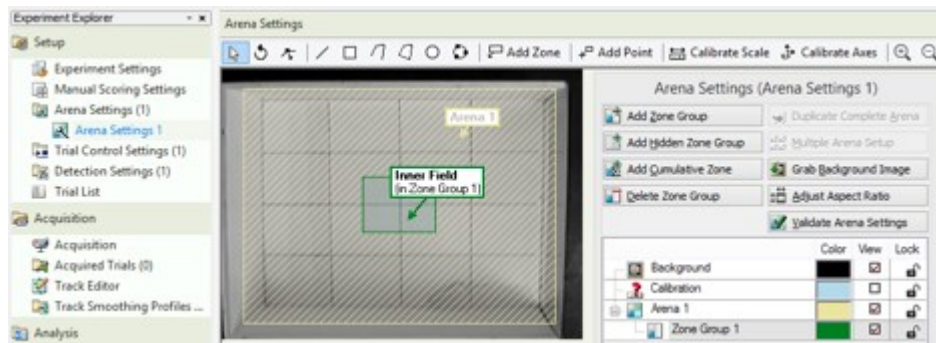 Experiment Explorer
Setup
Experiment Settings
Manual Scoring Settings
Arena Settings (1)
Arena Settings 1
Trial Control Settings (1)
Detection Settings (1)
Trial List
Acquisition
Acquisition
Acquired Trials (0)
Track Editor
Track Smoothing Profiles ...
Analysis
Arena Settings
Add Zone
Add Point
Calibrate Scale
Calibrate Axes
Arena 1
Inner Field
(in Zone Group 1)
Arena Settings (Arena Settings 1)
Add Zone Group
Duplicate Complete Arena
Add Hidden Zone Group
Multiple Arena Setup
Add Cumulative Zone
Grab Background Image
Delete Zone Group
Adjust Aspect Ratio
Validate Arena Settings
Color View Lock
Background
Calibration
Arena 1
Zone Group 1